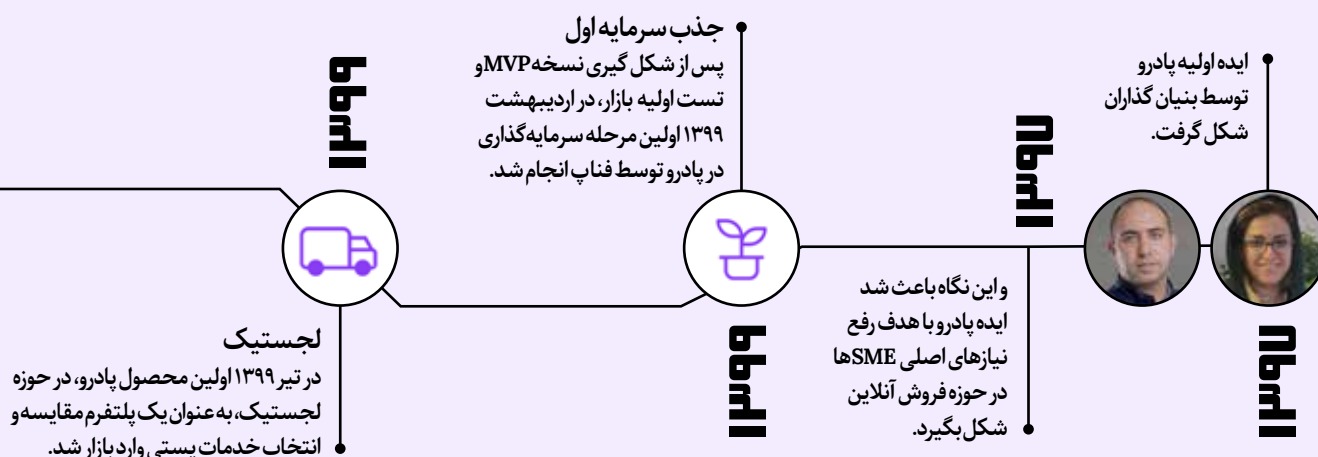 ایده اولیه پادرو
توسط بنیان گذاران
شکل گرفت.
۱۳۹۷
۱۳۹۷
و این نگاه باعث شد
ایده پادرو با هدف رفع
نیازهای اصلی SMEها
در حوزه فروش آنلاین
شکل بگیرد.
جذب سرمایه اول
پس از شکل گیری نسخه MVP و
تست اولیه بازار، در اردیبهشت
۱۳۹۹ اولین مرحله سرمایه‌گذاری
در پادرو توسط فناپ انجام شد.
۱۳۹۹
۱۳۹۹
لجستیک
در تیر ۱۳۹۹ اولین محصول پادرو، در حوزه
لجستیک، به عنوان یک پلتفرم مقایسه و
انتخاب خدمات پستی وارد بازار شد.